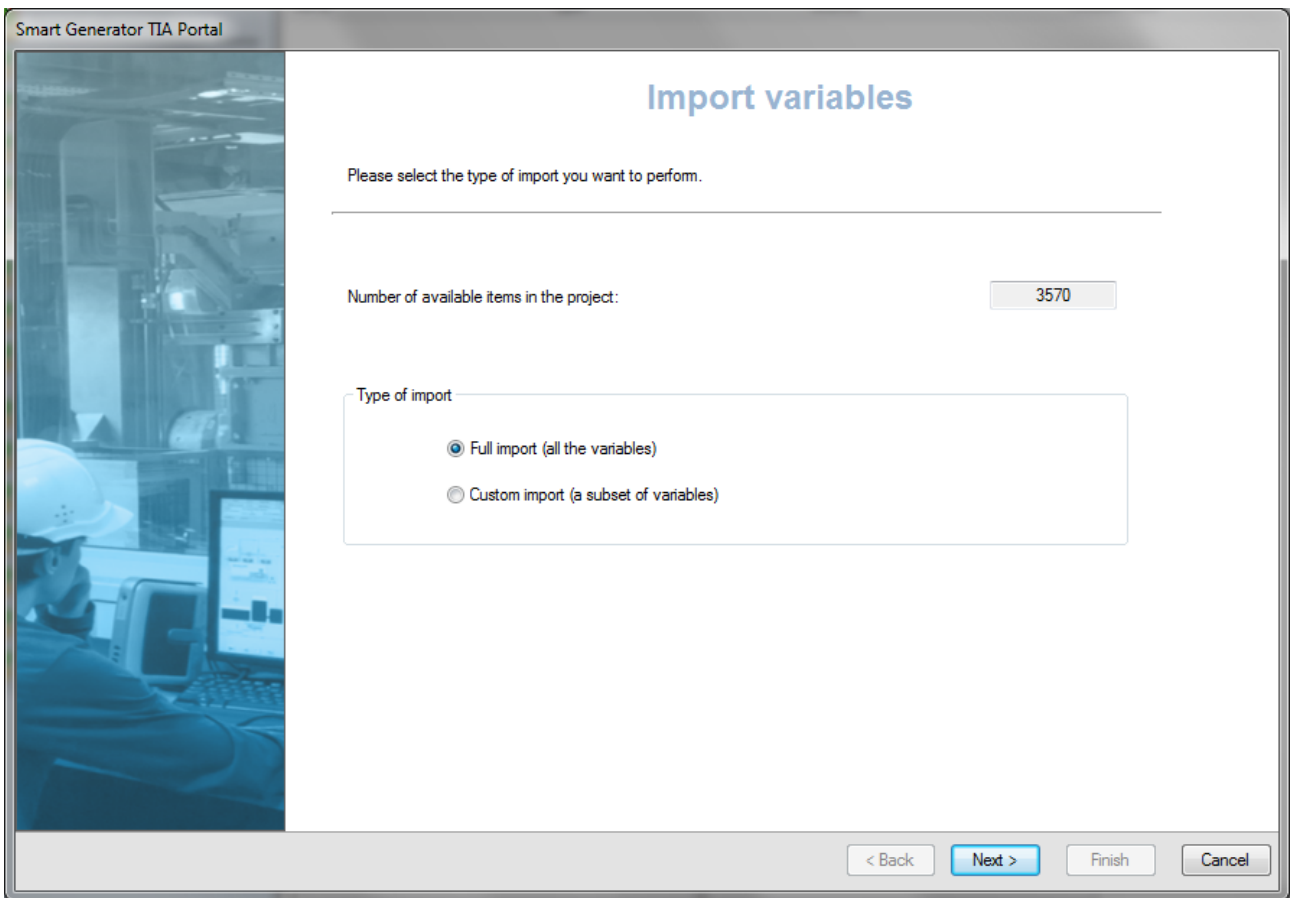 Smart Generator TIA Portal
Import variables
Please select the type of import you want to perform.
Number of available items in the project:
3570
Type of import
Full import (all the variables)
Custom import (a subset of variables)
< Back
Next >
Finish
Cancel